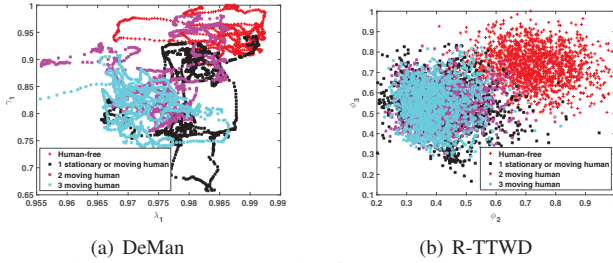 1
0.95
0.9
0.85
0.8
0.75
0.7
0.65
γ1
Human-free
1 stationary or moving human
2 moving human
3 moving human
0.955 0.96 0.965 0.97 0.975 0.98 0.985 0.99 0.99
λ1
(a) DeMan
1
0.9
0.8
0.7
0.6
0.5
0.4
0.3
0.2
0.1
ϕ3
Human-free
1 stationary or moving human
2 moving human
3 moving human
0.2 0.3 0.4 0.5 0.6 0.7 0.8 0.9
ϕ2
(b) R-TTWD